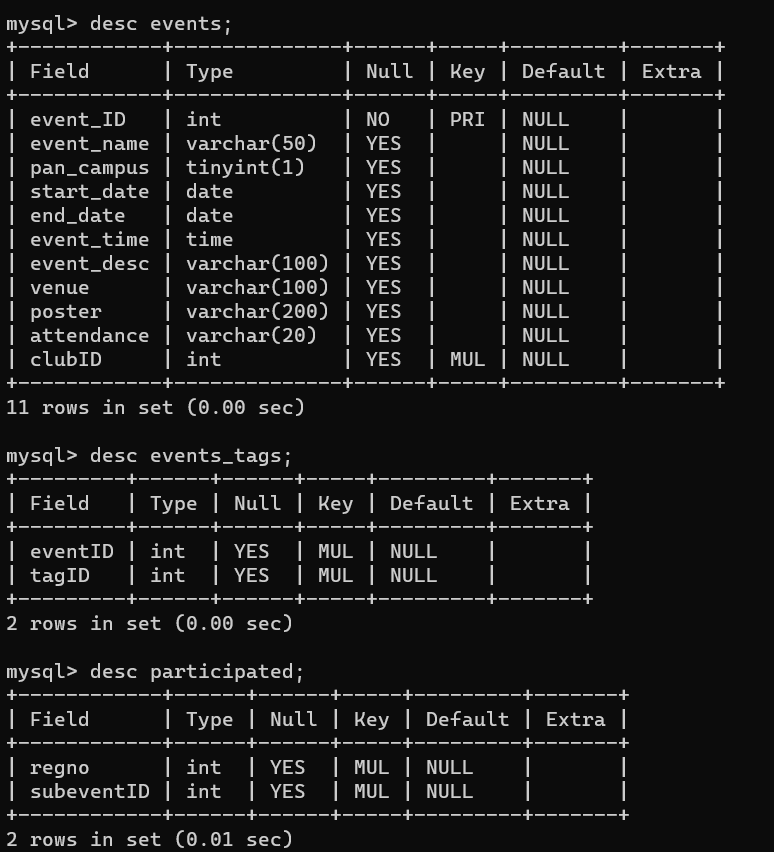 mysql> desc events;
+------------+--------------+------+-----+---------+-------+
| Field      | Type         | Null | Key | Default | Extra |
+------------+--------------+------+-----+---------+-------+
| event_ID   | int          | NO   | PRI | NULL    |       |
| event_name | varchar(50)  | YES  |     | NULL    |       |
| pan_campus | tinyint(1)   | YES  |     | NULL    |       |
| start_date | date         | YES  |     | NULL    |       |
| end_date   | date         | YES  |     | NULL    |       |
| event_time | time         | YES  |     | NULL    |       |
| event_desc | varchar(100) | YES  |     | NULL    |       |
| venue      | varchar(100) | YES  |     | NULL    |       |
| poster     | varchar(200) | YES  |     | NULL    |       |
| attendance | varchar(20)  | YES  |     | NULL    |       |
| clubID     | int          | YES  | MUL | NULL    |       |
+------------+--------------+------+-----+---------+-------+
11 rows in set (0.00 sec)

mysql> desc events_tags;
+---------+------+------+-----+---------+-------+
| Field   | Type | Null | Key | Default | Extra |
+---------+------+------+-----+---------+-------+
| eventID | int  | YES  | MUL | NULL    |       |
| tagID   | int  | YES  | MUL | NULL    |       |
+---------+------+------+-----+---------+-------+
2 rows in set (0.00 sec)

mysql> desc participated;
+------------+------+------+-----+---------+-------+
| Field      | Type | Null | Key | Default | Extra |
+------------+------+------+-----+---------+-------+
| regno      | int  | YES  | MUL | NULL    |       |
| subeventID | int  | YES  | MUL | NULL    |       |
+------------+------+------+-----+---------+-------+
2 rows in set (0.01 sec)